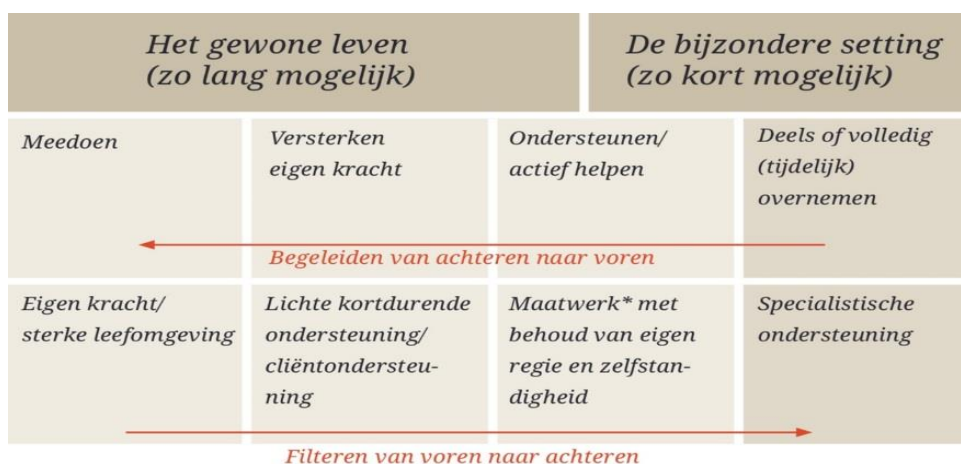 Het gewone leven
(zo lang mogelijk)
De bijzondere setting
(zo kort mogelijk)
Meedoen
Versterken
eigen kracht
Ondersteunen/
actief helpen
Deels of volledig
(tijdelijk)
overnemen
Begeleiden van achteren naar voren
Eigen kracht/
sterke leefomgeving
Lichte kortdurende
ondersteuning/
cliëntondersteu-
ning
Maatwerk* met
behoud van eigen
regie en zelfstan-
digheid
Specialistische
ondersteuning
Filteren van voren naar achteren